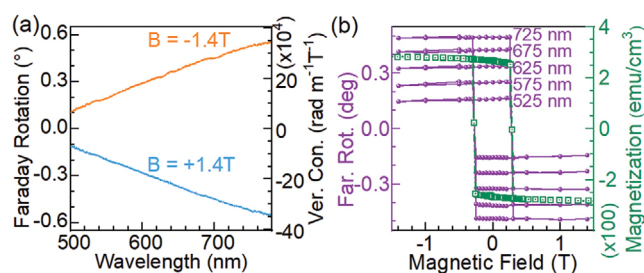 (a)
0.6
0.3
0.0
-0.3
-0.6
Faraday Rotation (°)
B = -1.4T
B = +1.4T
500 600 700
Wavelength (nm)
(×10⁴)
20
0
-20
-40
Ver. Con. (rad m⁻¹T⁻¹)
(b)
0.3
0.0
-0.3
Far. Rot. (deg)
725 nm
675 nm
625 nm
575 nm
525 nm
-1 0 1
Magnetic Field (T)
4
3
2
0
-2
-4
(x100)
Magnetization (emu/cm³)